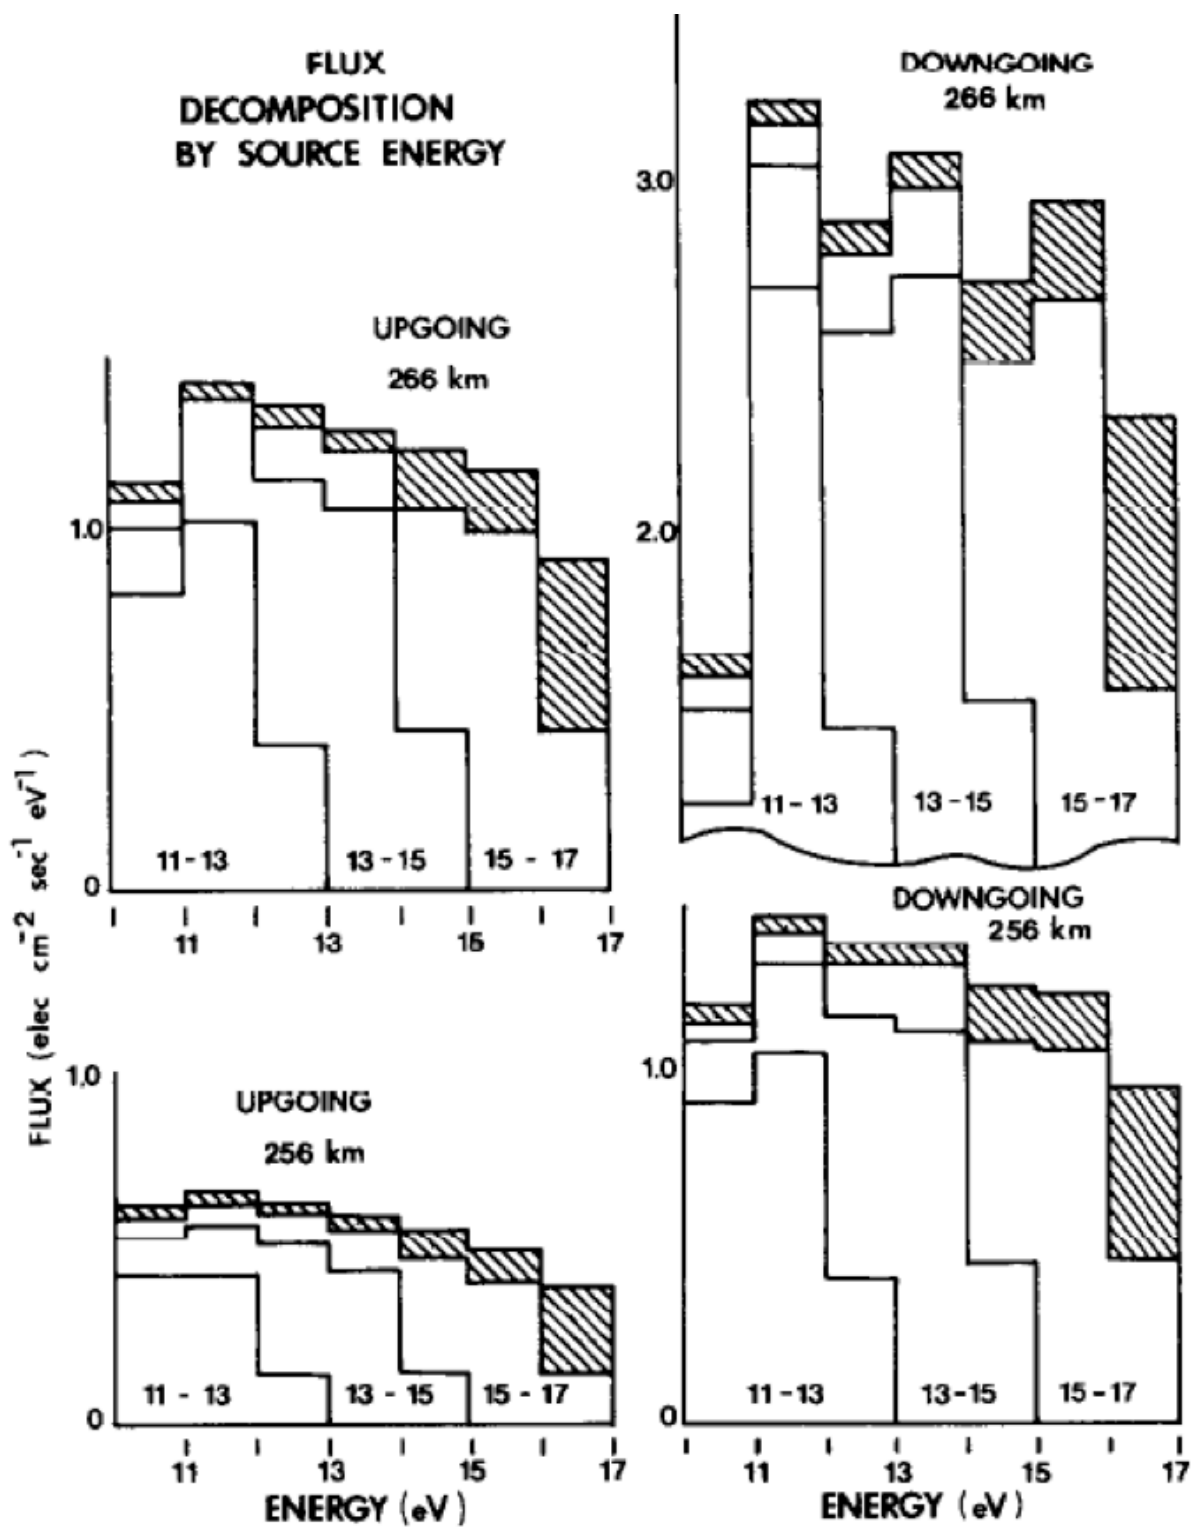 FLUX
DECOMPOSITION
BY SOURCE ENERGY
UPGOING
266 km
1.0
0
11-13
13-15
15 - 17
11
13
15
17
DOWNGOING
266 km
3.0
2.0
11-13
13-15
15-17
FLUX (elec cm⁻² sec⁻¹ eV⁻¹)
UPGOING
256 km
1.0
0
11 - 13
13 - 15
15 - 17
11
13
15
17
ENERGY (eV)
DOWNGOING
256 km
1.0
0
11-13
13-15
15-17
11
13
15
17
ENERGY (eV)